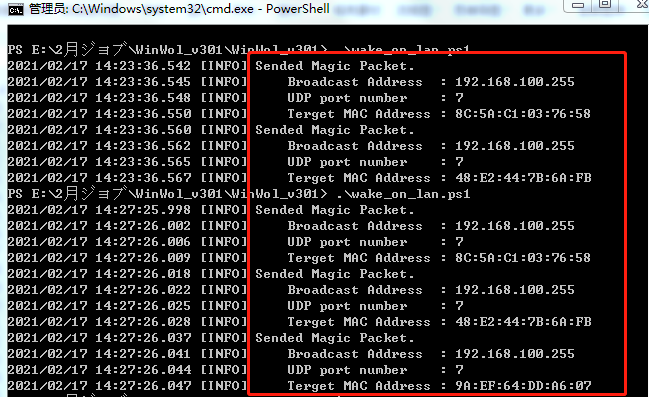 管理员: C:\Windows\system32\cmd.exe - PowerShell
PS E:\2月ジョブ\WinWol_v301\WinWol_v301> .\wake_on_lan.ps1
2021/02/17 14:23:36.542 [INFO] Sended Magic Packet.
2021/02/17 14:23:36.545 [INFO] Broadcast Address : 192.168.100.255
2021/02/17 14:23:36.548 [INFO] UDP port number : 7
2021/02/17 14:23:36.550 [INFO] Terget MAC Address : 8C:5A:C1:03:76:58
2021/02/17 14:23:36.560 [INFO] Sended Magic Packet.
2021/02/17 14:23:36.562 [INFO] Broadcast Address : 192.168.100.255
2021/02/17 14:23:36.565 [INFO] UDP port number : 7
2021/02/17 14:23:36.567 [INFO] Terget MAC Address : 48:E2:44:7B:6A:FB
PS E:\2月ジョブ\WinWol_v301\WinWol_v301> .\wake_on_lan.ps1
2021/02/17 14:27:25.998 [INFO] Sended Magic Packet.
2021/02/17 14:27:26.002 [INFO] Broadcast Address : 192.168.100.255
2021/02/17 14:27:26.006 [INFO] UDP port number : 7
2021/02/17 14:27:26.009 [INFO] Terget MAC Address : 8C:5A:C1:03:76:58
2021/02/17 14:27:26.018 [INFO] Sended Magic Packet.
2021/02/17 14:27:26.022 [INFO] Broadcast Address : 192.168.100.255
2021/02/17 14:27:26.025 [INFO] UDP port number : 7
2021/02/17 14:27:26.028 [INFO] Terget MAC Address : 48:E2:44:7B:6A:FB
2021/02/17 14:27:26.037 [INFO] Sended Magic Packet.
2021/02/17 14:27:26.041 [INFO] Broadcast Address : 192.168.100.255
2021/02/17 14:27:26.044 [INFO] UDP port number : 7
2021/02/17 14:27:26.047 [INFO] Terget MAC Address : 9A:EF:64:DD:A6:07